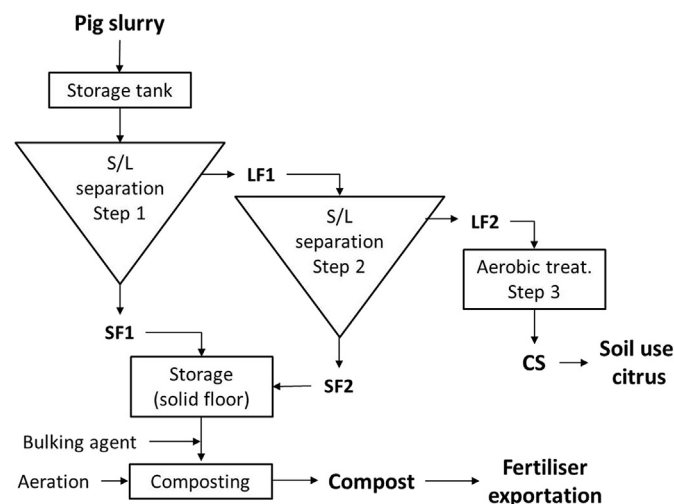 Pig slurry
Storage tank
S/L
separation
Step 1
LF1
S/L
separation
Step 2
LF2
Aerobic treat.
Step 3
SF1
CS
Soil use
citrus
Storage
(solid floor)
SF2
Bulking agent
Aeration
Composting
Compost
Fertiliser
exportation